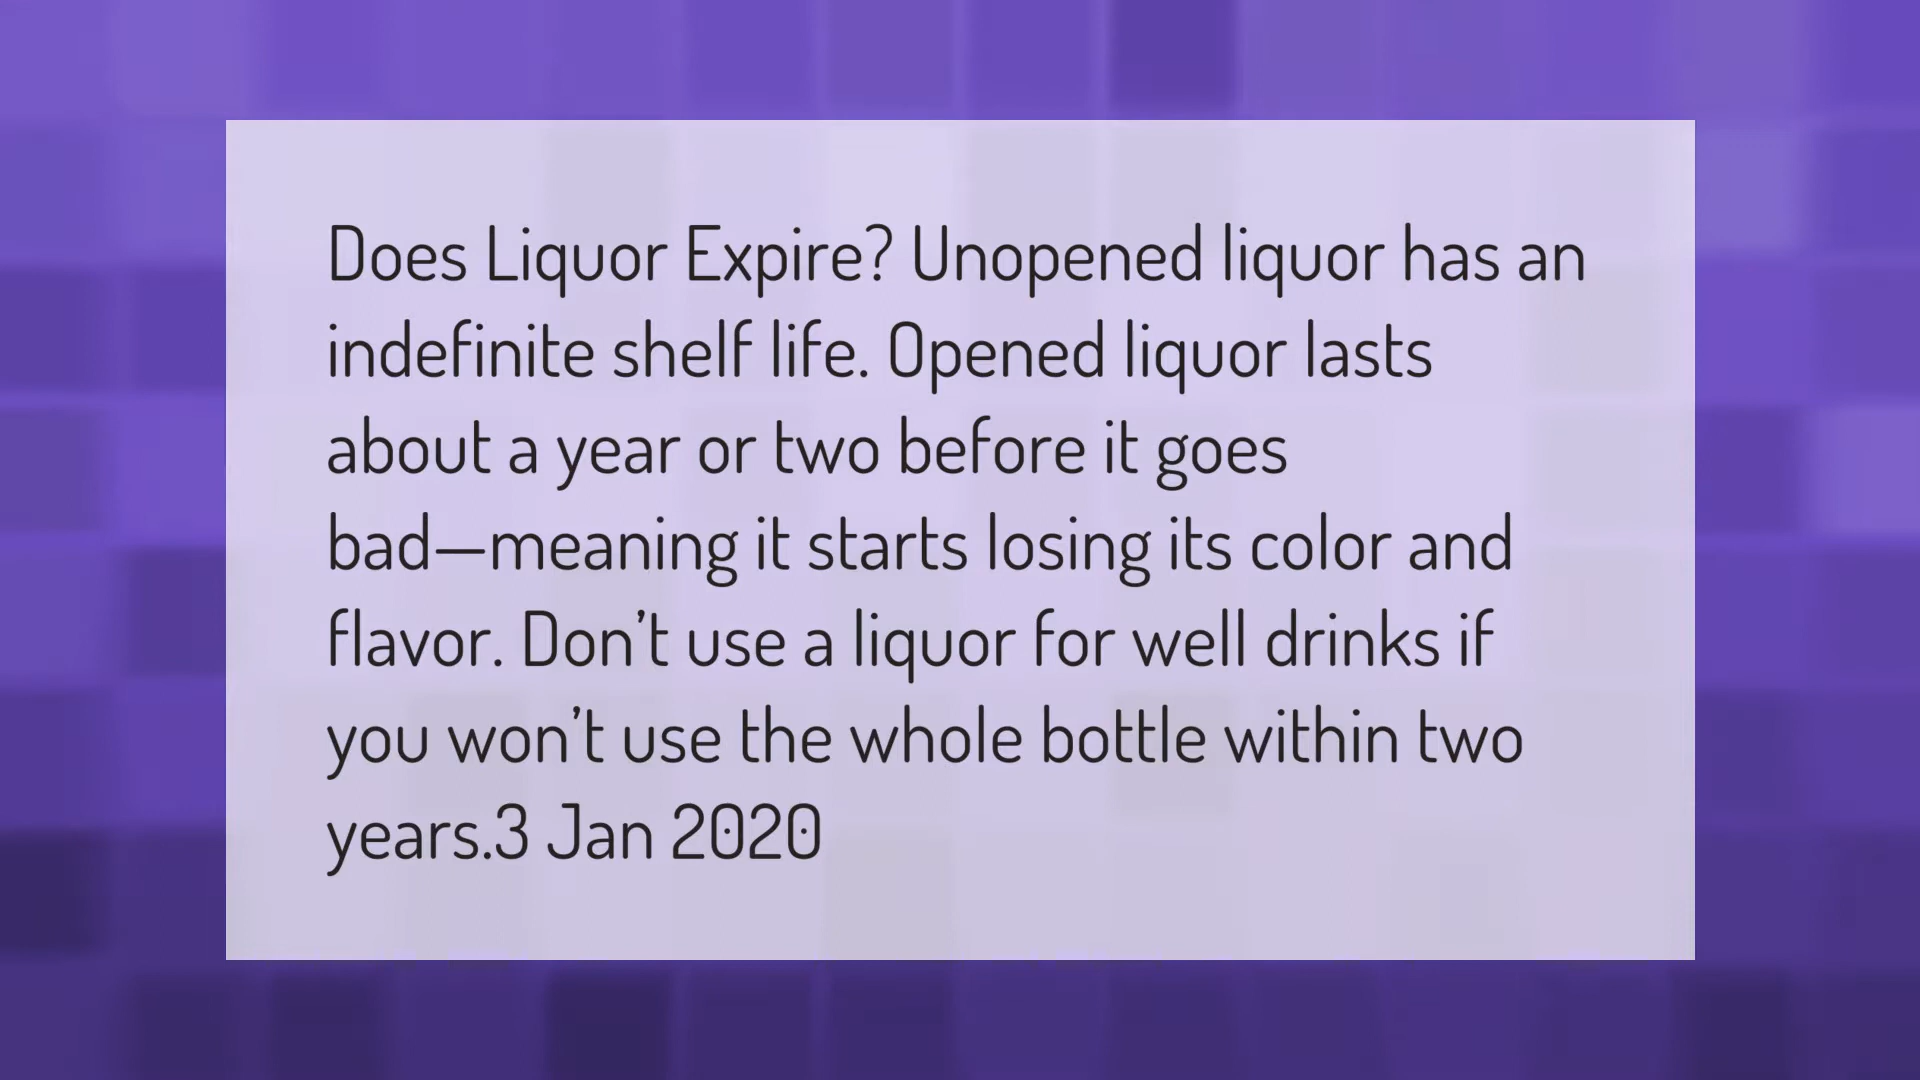 Does Liquor Expire? Unopened liquor has an
indefinite shelf life. Opened liquor lasts
about a year or two before it goes
bad—meaning it starts losing its color and
flavor. Don’t use a liquor for well drinks if
you won’t use the whole bottle within two
years.3 Jan 2020